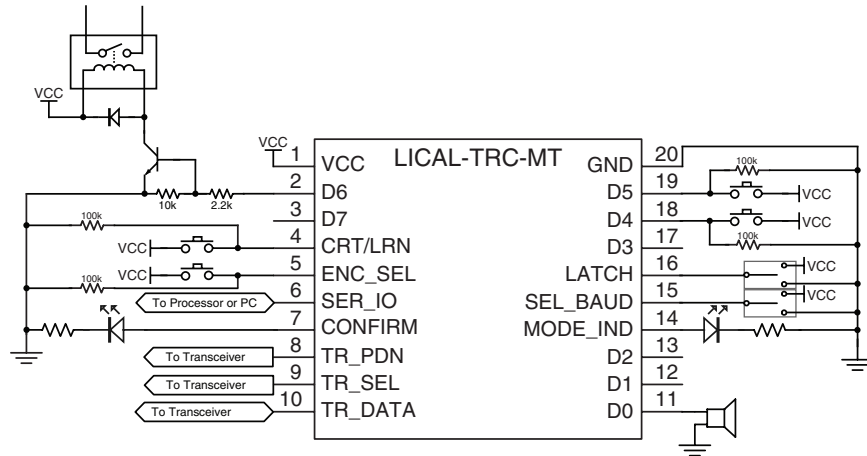 VCC
VCC
1
VCC
LICAL-TRC-MT
GND
20
100k
10k
2.2k
2
D6
D5
19
VCC
3
D7
D4
18
VCC
100k
VCC
4
CRT/LRN
D3
17
100k
100k
VCC
5
ENC_SEL
LATCH
16
VCC
To Processor or PC
6
SER_IO
SEL_BAUD
15
VCC
7
CONFIRM
MODE_IND
14
To Transceiver
8
TR_PDN
D2
13
To Transceiver
9
TR_SEL
D1
12
To Transceiver
10
TR_DATA
D0
11